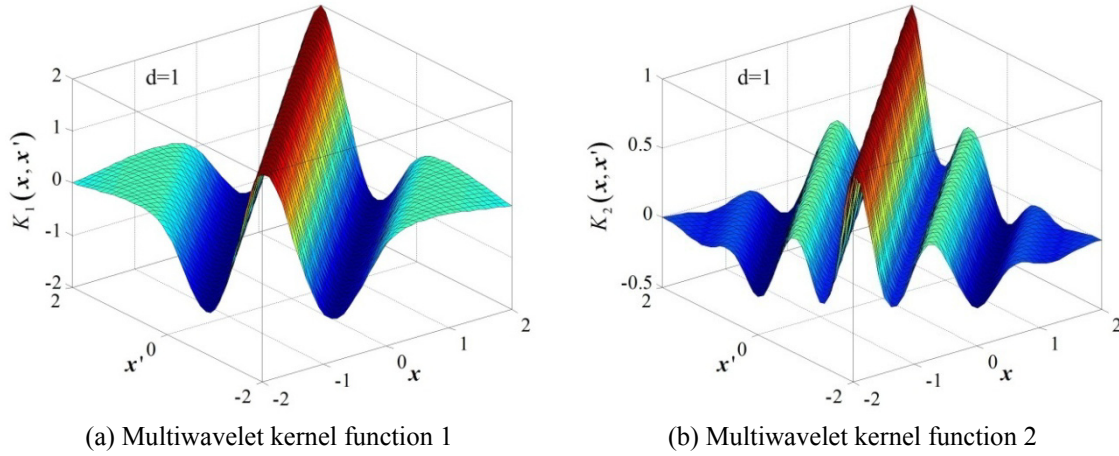 d=1
2
1
0
-1
-2
K₁(x,x')
2
0
-2
x'
-2
-1
0
1
2
x
(a) Multiwavelet kernel function 1
d=1
1
0.5
0
-0.5
K₂(x,x')
2
0
-2
x'
-2
-1
0
1
2
x
(b) Multiwavelet kernel function 2